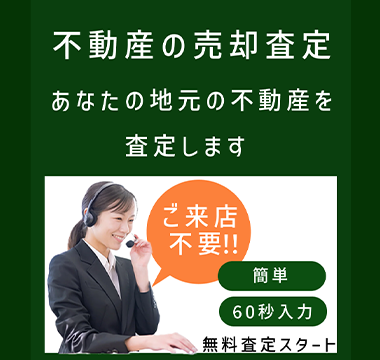 不動産の売却査定
あなたの地元の不動産を
査定します
ご来店
不要!!
簡単
60秒入力
無料査定スタート